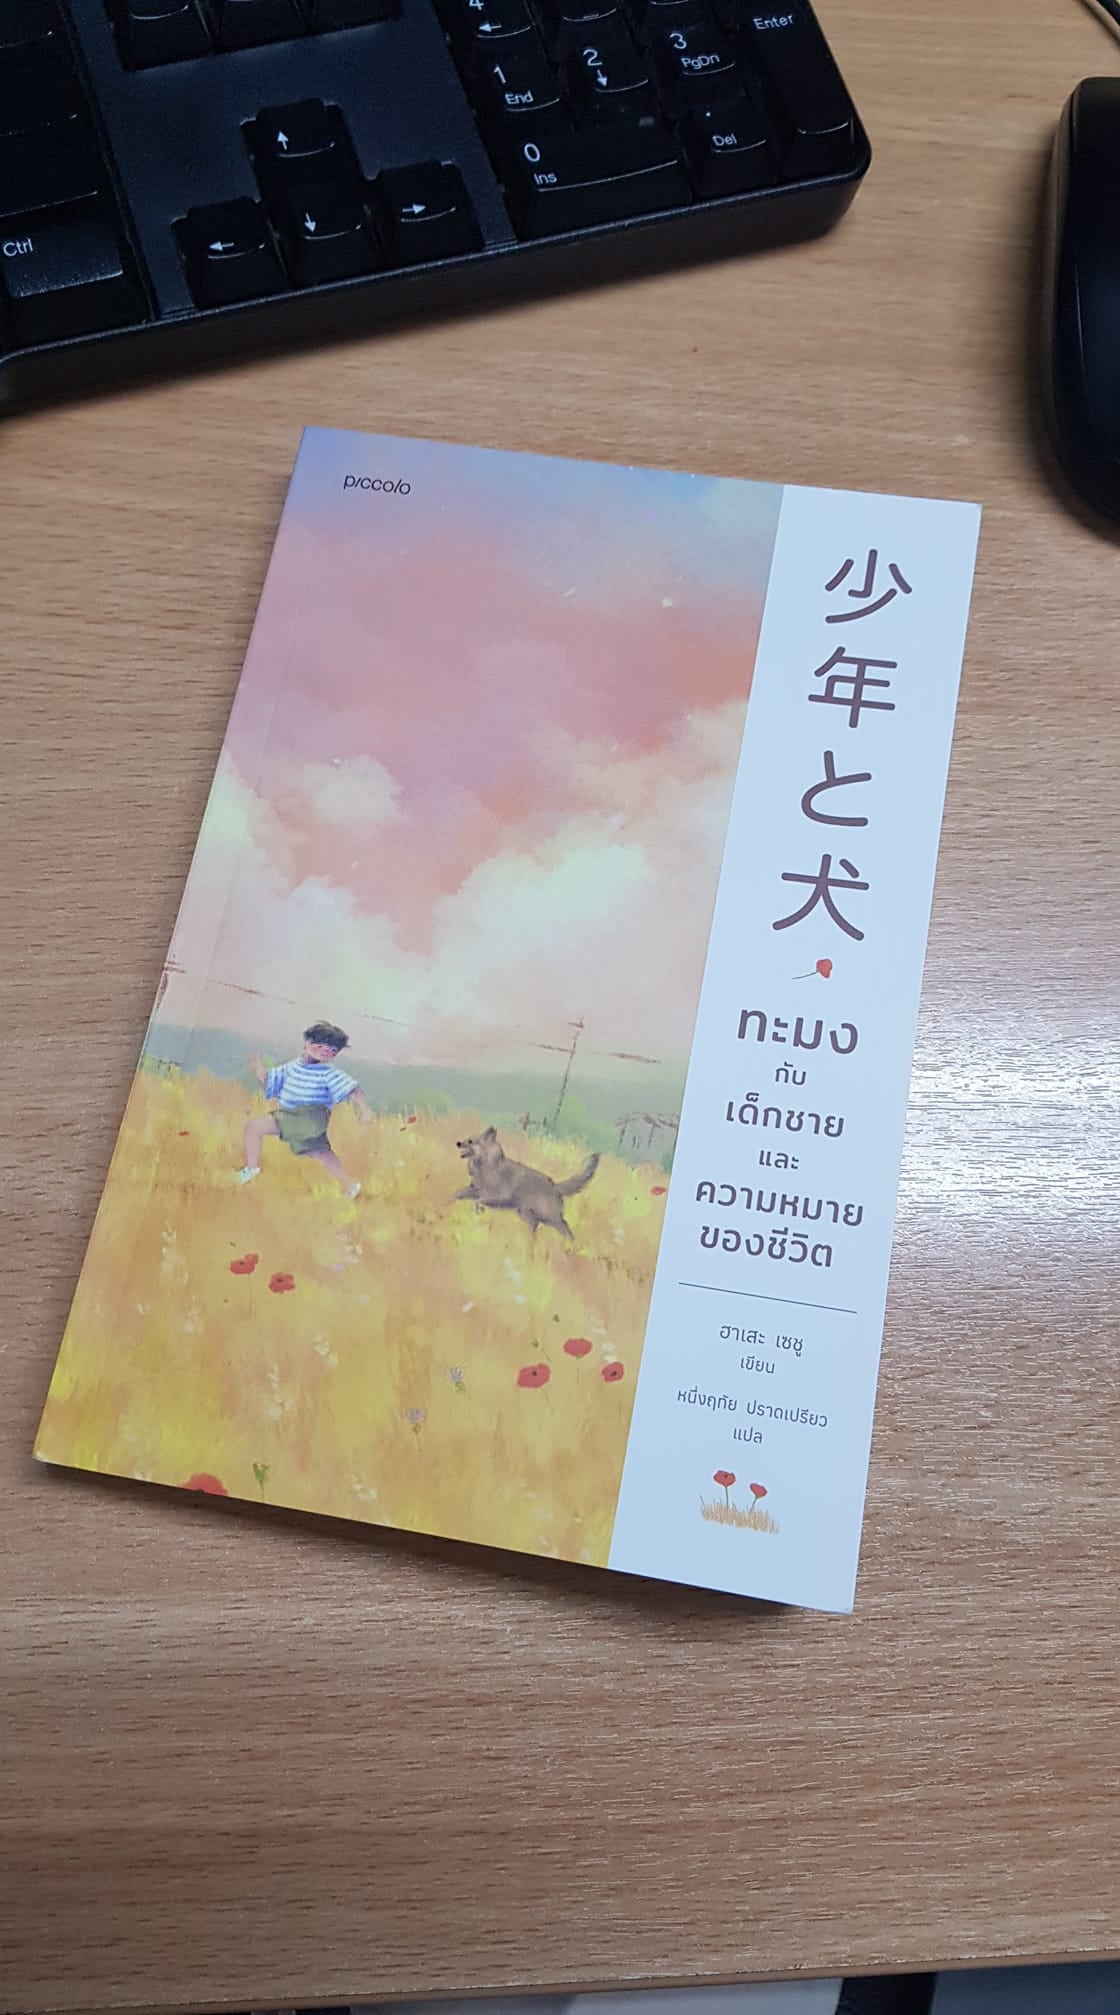 4
1
End
2
3
PgDn
Enter
0
Ins
Del
Ctrl
piccolo
少年と犬
ทะมง
กับ
เด็กชาย
และ
ความหมาย
ของชีวิต
ฮาเสะ เซชู
เขียน
หนึ่งฤทัย ปราดเปรียว
แปล